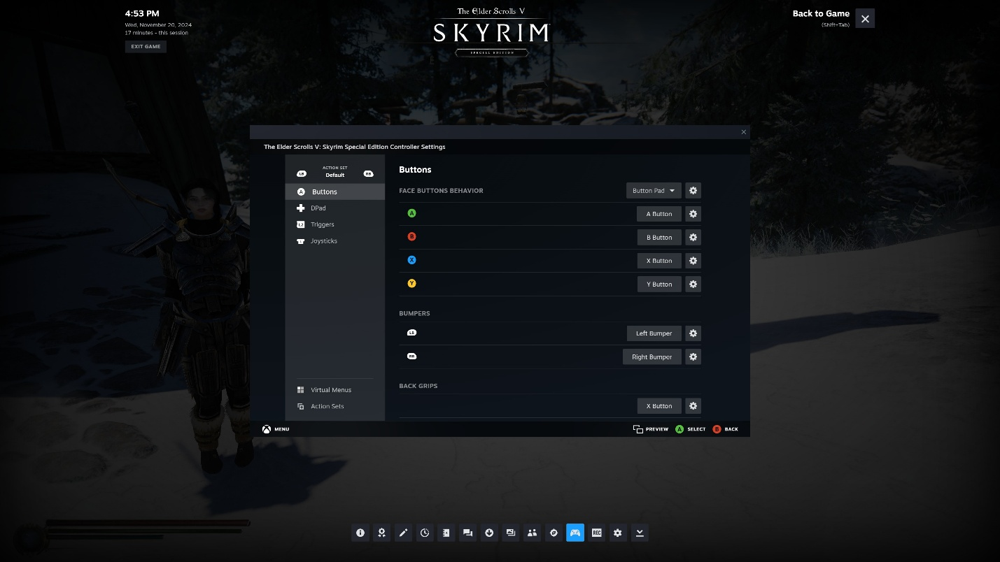 4:53 PM
Wed, November 20, 2024
17 minutes - this session
EXIT GAME
The Elder Scrolls V
SKYRIM
SPECIAL EDITION
Back to Game
(Shift+Tab)
The Elder Scrolls V: Skyrim Special Edition Controller Settings
LB
ACTION SET
Default
RB
A Buttons
DPad
L2 Triggers
Joysticks
Virtual Menus
Action Sets
Buttons
FACE BUTTONS BEHAVIOR
Button Pad
A A Button
B B Button
X X Button
Y Y Button
BUMPERS
LB Left Bumper
RB Right Bumper
BACK GRIPS
X Button
MENU
PREVIEW
A SELECT
B BACK
REC